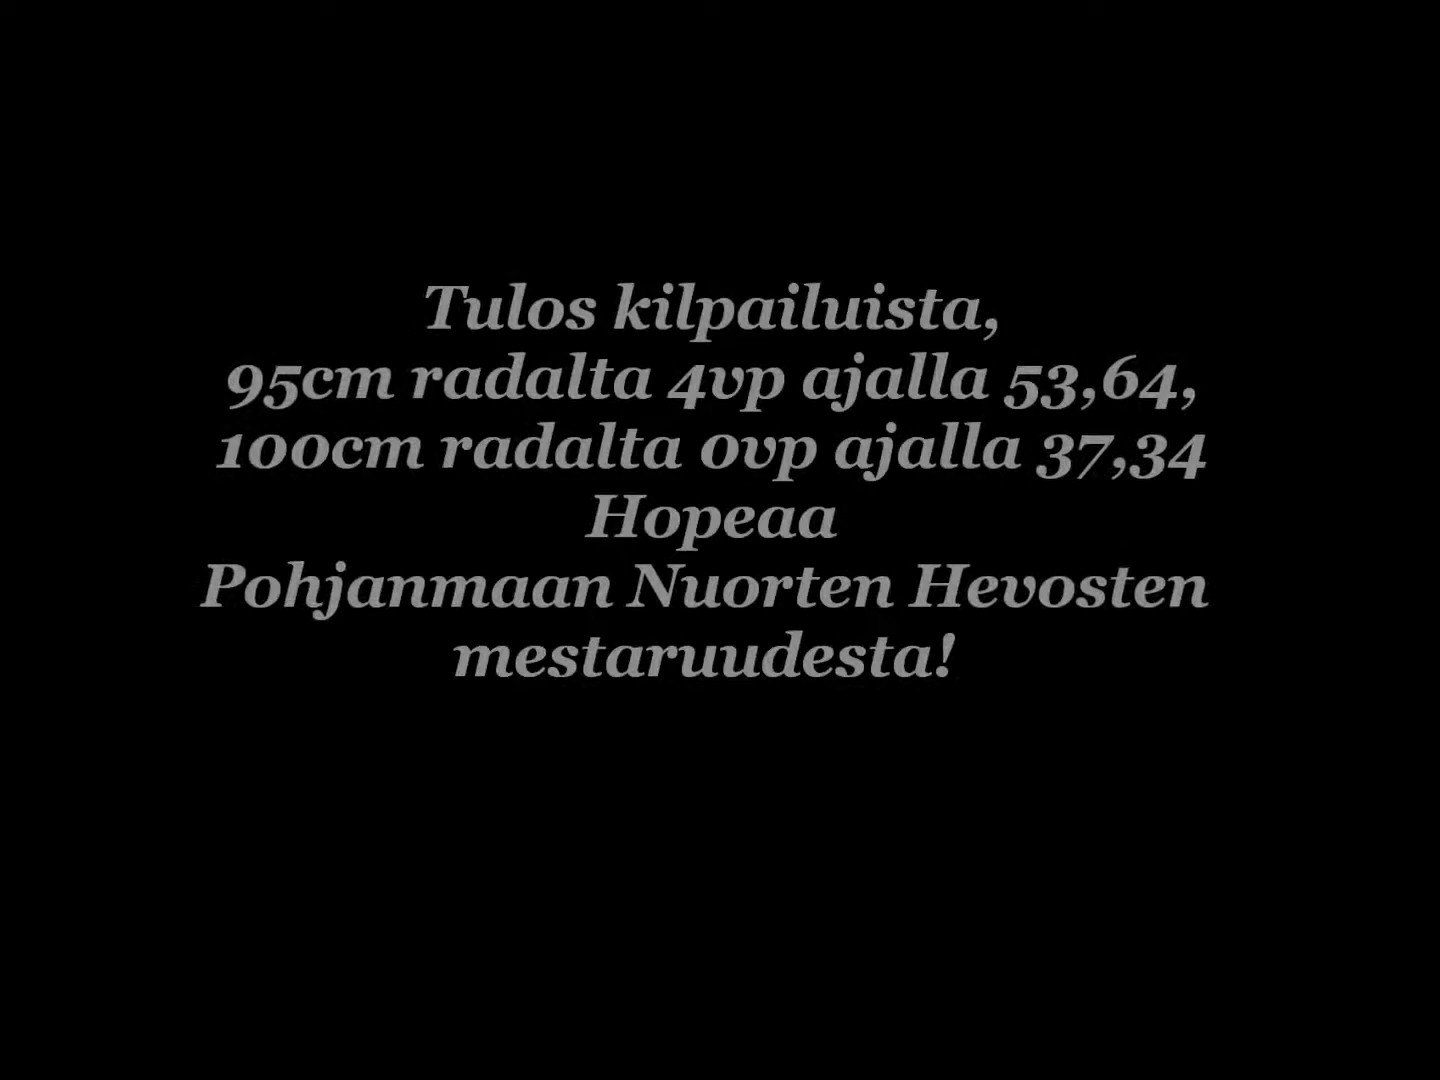 Tulos kilpailuista,
95cm radalta 4vp ajalla 53,64,
100cm radalta 0vp ajalla 37,34
Hopeaa
Pohjanmaan Nuorten Hevosten
mestaruudesta!